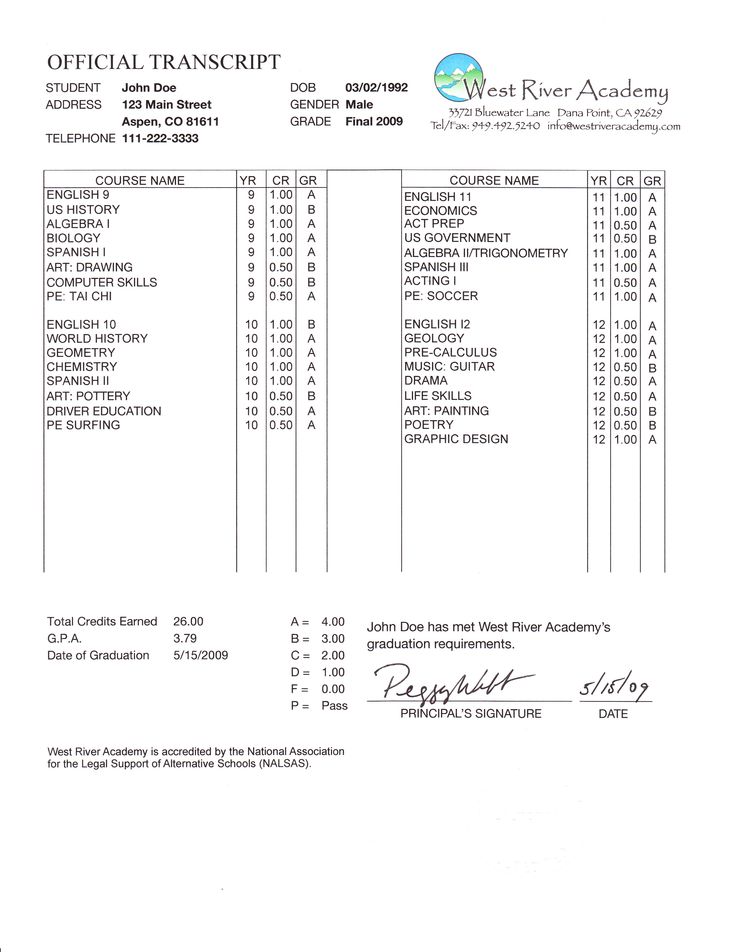 OFFICIAL TRANSCRIPT
STUDENT John Doe
ADDRESS 123 Main Street
Aspen, CO 81611
TELEPHONE 111-222-3333
DOB 03/02/1992
GENDER Male
GRADE Final 2009
West River Academy
33721 Bluewater Lane Dana Point, CA 92629
Tel/Fax: 949.492.5240 info@westriveracademy.com
COURSE NAME YR CR GR
ENGLISH 9 9 1.00 A
US HISTORY 9 1.00 B
ALGEBRA I 9 1.00 A
BIOLOGY 9 1.00 A
SPANISH I 9 1.00 A
ART: DRAWING 9 0.50 B
COMPUTER SKILLS 9 0.50 B
PE: TAI CHI 9 0.50 A
ENGLISH 10 10 1.00 B
WORLD HISTORY 10 1.00 A
GEOMETRY 10 1.00 A
CHEMISTRY 10 1.00 A
SPANISH II 10 1.00 A
ART: POTTERY 10 0.50 B
DRIVER EDUCATION 10 0.50 A
PE SURFING 10 0.50 A
COURSE NAME YR CR GR
ENGLISH 11 11 1.00 A
ECONOMICS 11 1.00 A
ACT PREP 11 0.50 A
US GOVERNMENT 11 0.50 B
ALGEBRA II/TRIGONOMETRY 11 1.00 A
SPANISH III 11 1.00 A
ACTING I 11 0.50 A
PE: SOCCER 11 1.00 A
ENGLISH I2 12 1.00 A
GEOLOGY 12 1.00 A
PRE-CALCULUS 12 1.00 A
MUSIC: GUITAR 12 0.50 B
DRAMA 12 0.50 A
LIFE SKILLS 12 0.50 A
ART: PAINTING 12 0.50 B
POETRY 12 0.50 B
GRAPHIC DESIGN 12 1.00 A
Total Credits Earned 26.00
G.P.A. 3.79
Date of Graduation 5/15/2009
A = 4.00
B = 3.00
C = 2.00
D = 1.00
F = 0.00
P = Pass
John Doe has met West River Academy's
graduation requirements.
Peggy Webb 5/15/09
PRINCIPAL'S SIGNATURE DATE
West River Academy is accredited by the National Association
for the Legal Support of Alternative Schools (NALSAS).